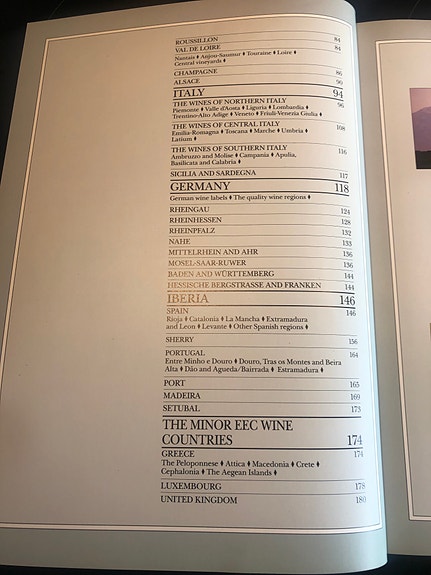 ROUSSILLON 84
VAL DE LOIRE 84
Nantais ♦ Anjou-Saumur ♦ Touraine ♦ Loire ♦
Central vineyards ♦
CHAMPAGNE 86
ALSACE 90
ITALY 94
THE WINES OF NORTHERN ITALY 96
Piemonte ♦ Valle d'Aosta ♦ Liguria ♦ Lombardia ♦
Trentino-Alto Adige ♦ Veneto ♦ Friuli-Venezia Giulia ♦
THE WINES OF CENTRAL ITALY 108
Emilia-Romagna ♦ Toscana ♦ Marche ♦ Umbria ♦
Latium ♦
THE WINES OF SOUTHERN ITALY 116
Ambruzzo and Molise ♦ Campania ♦ Apulia,
Basilicata and Calabria ♦
SICILIA AND SARDEGNA 117
GERMANY 118
German wine labels ♦ The quality wine regions ♦
RHEINGAU 124
RHEINHESSEN 128
RHEINPFALZ 132
NAHE 133
MITTELRHEIN AND AHR 136
MOSEL-SAAR-RUWER 136
BADEN AND WÜRTTEMBERG 144
HESSISCHE BERGSTRASSE AND FRANKEN 144
IBERIA 146
SPAIN 146
Rioja ♦ Catalonia ♦ La Mancha ♦ Extramadura
and Leon ♦ Levante ♦ Other Spanish regions ♦
SHERRY 156
PORTUGAL 164
Entre Minho e Douro ♦ Douro, Tras os Montes and Beira
Alta ♦ Dão and Agueda/Bairrada ♦ Estramadura ♦
PORT 165
MADEIRA 169
SETUBAL 173
THE MINOR EEC WINE
COUNTRIES 174
GREECE 174
The Peloponnese ♦ Attica ♦ Macedonia ♦ Crete ♦
Cephalonia ♦ The Aegean Islands ♦
LUXEMBOURG 178
UNITED KINGDOM 180